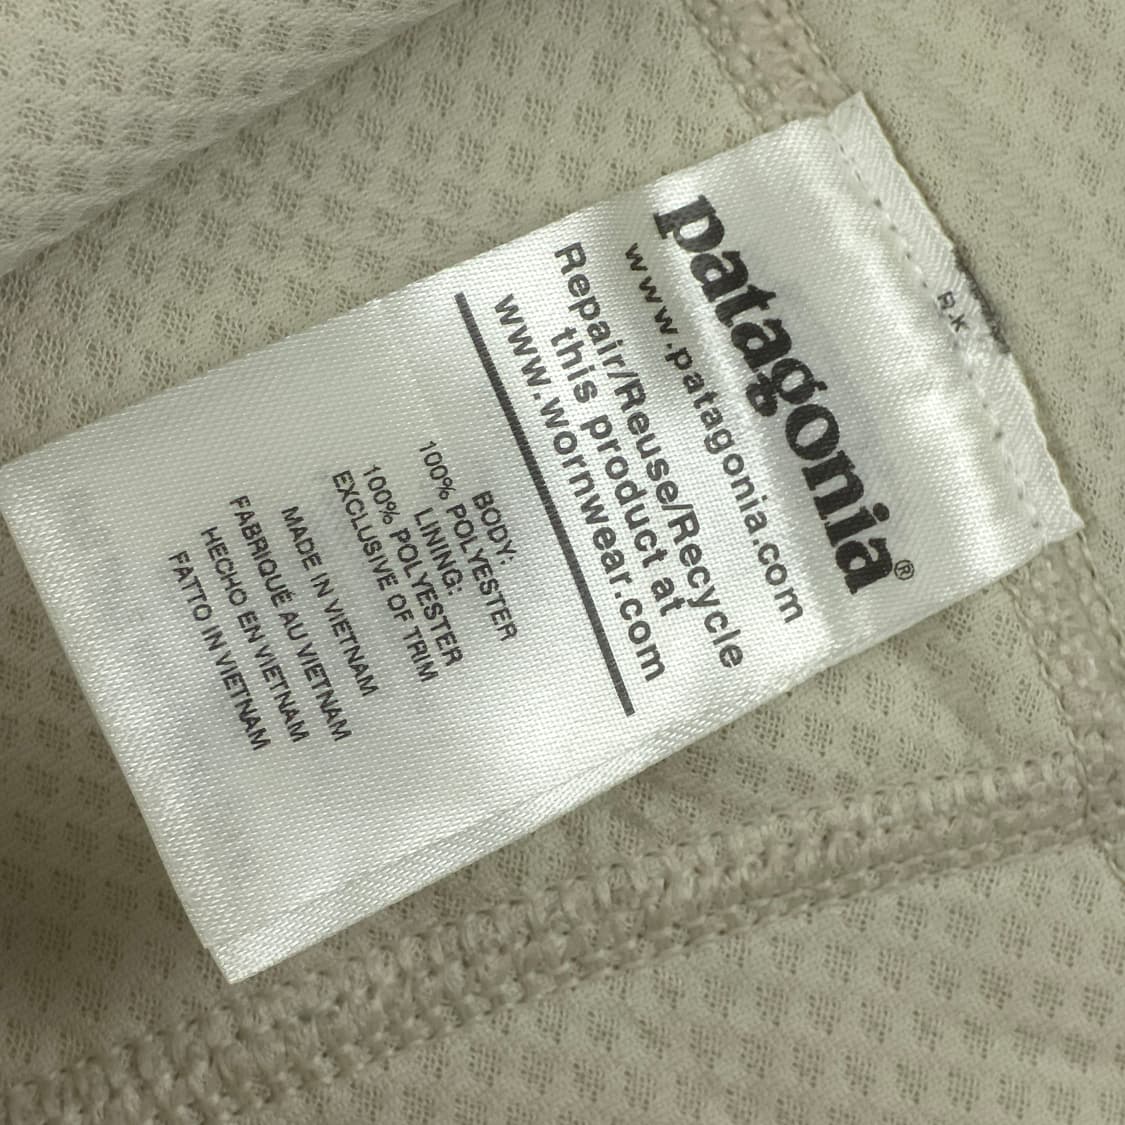 R.K
patagonia®
www.patagonia.com
Repair/Reuse/Recycle
this product at
www.wornwear.com
BODY:
100% POLYESTER
LINING:
100% POLYESTER
EXCLUSIVE OF TRIM
MADE IN VIETNAM
FABRIQUÉ AU VIETNAM
HECHO EN VIETNAM
FATTO IN VIETNAM